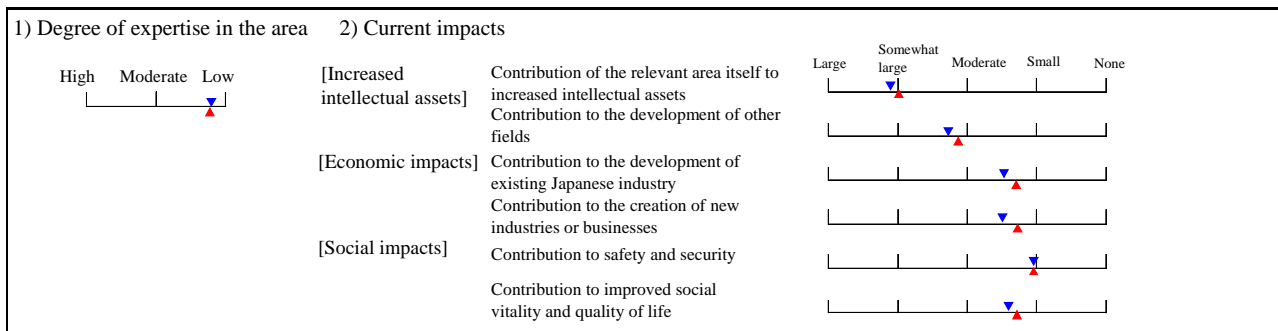 1) Degree of expertise in the area 2) Current impacts
High Moderate Low
[Increased
intellectual assets]
Contribution of the relevant area itself to
increased intellectual assets
Large Somewhat
large Moderate Small None
Contribution to the development of other
fields
[Economic impacts] Contribution to the development of
existing Japanese industry
Contribution to the creation of new
industries or businesses
[Social impacts]
Contribution to safety and security
Contribution to improved social
vitality and quality of life